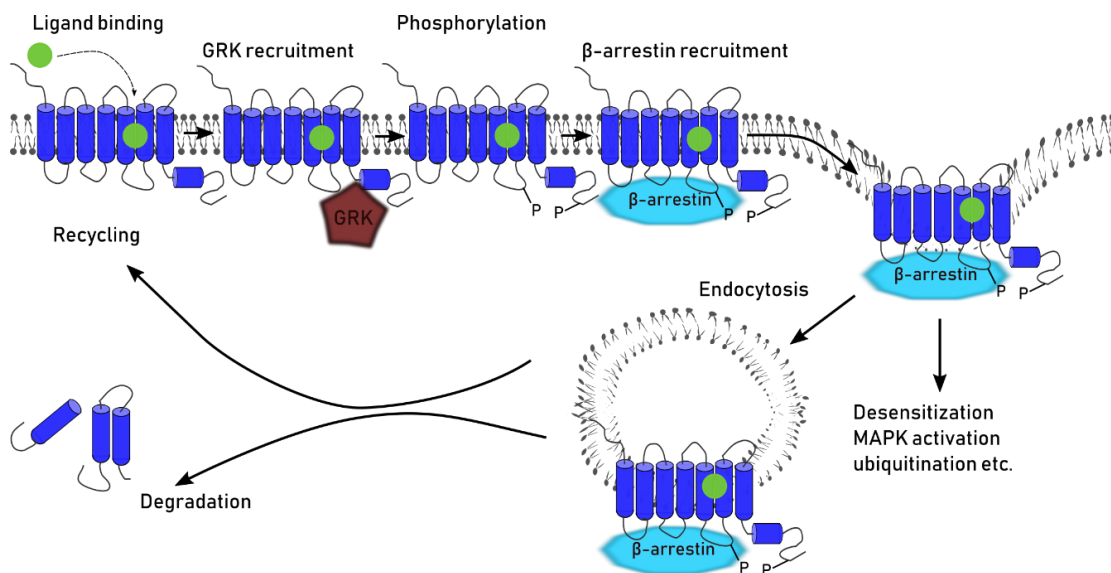 Ligand binding
GRK recruitment
Phosphorylation
β-arrestin recruitment
GRK
P
P
β-arrestin
P
P
Recycling
β-arrestin
P
P
Endocytosis
Desensitization
MAPK activation
ubiquitination etc.
Degradation
β-arrestin
P
P